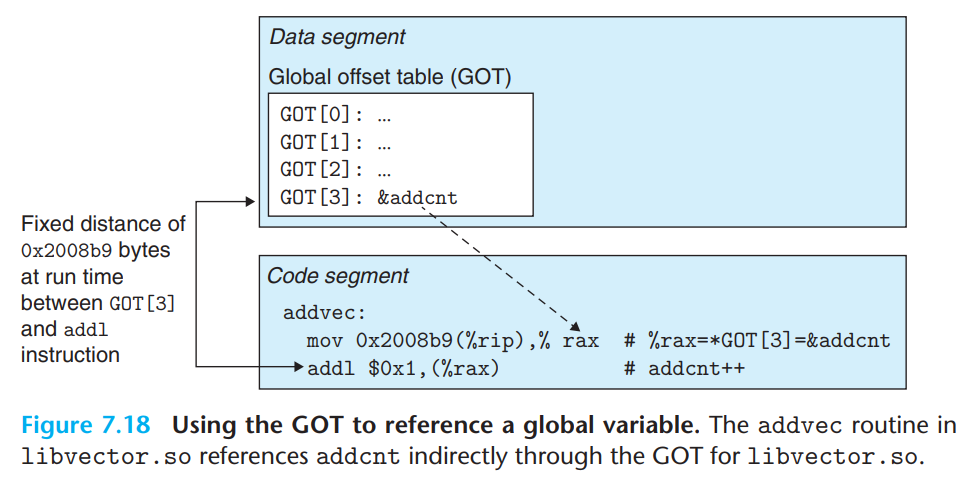 Data segment
Global offset table (GOT)
GOT[0]: …
GOT[1]: …
GOT[2]: …
GOT[3]: &addcnt
Fixed distance of
0x2008b9 bytes
at run time
between GOT[3]
and addl
instruction
Code segment
addvec:
mov 0x2008b9(%rip),% rax # %rax=*GOT[3]=&addcnt
addl $0x1,(%rax) # addcnt++
Figure 7.18 Using the GOT to reference a global variable. The addvec routine in
libvector.so references addcnt indirectly through the GOT for libvector.so.